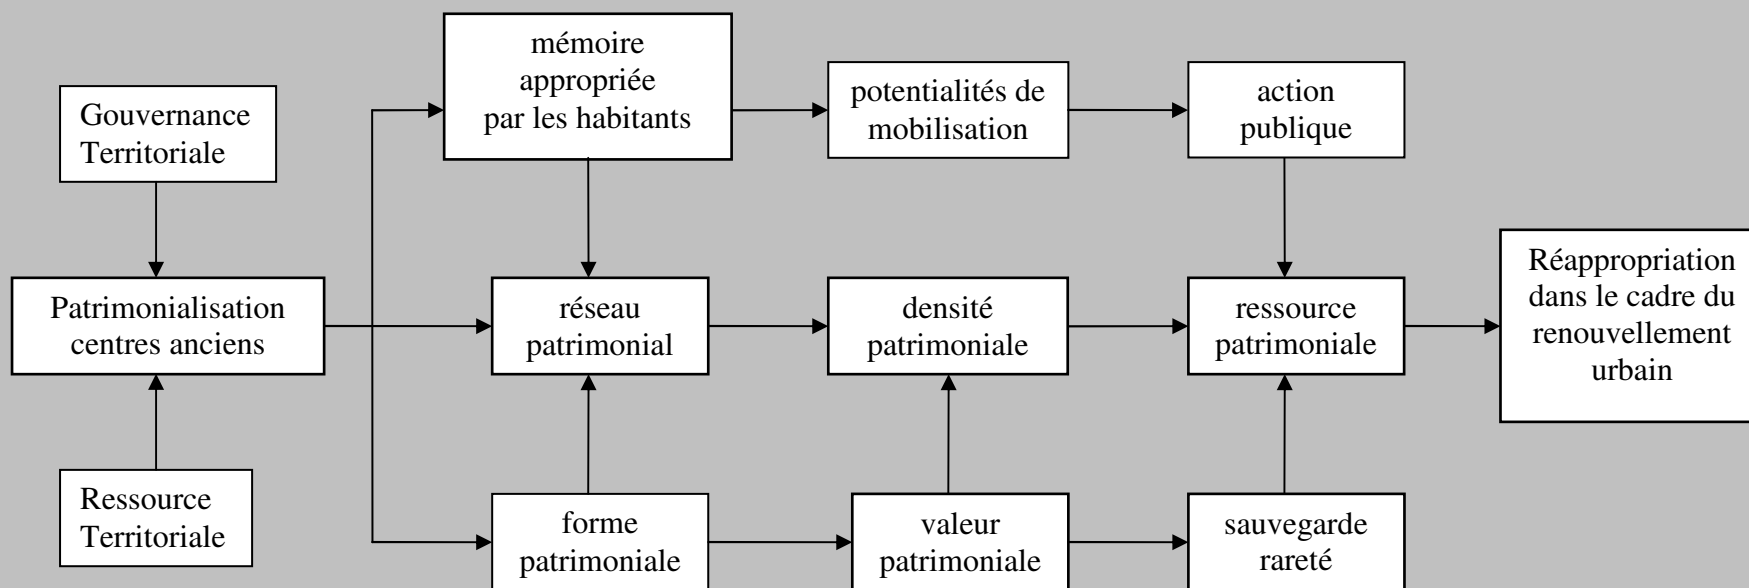 Gouvernance
Territoriale
Patrimonialisation
centres anciens
Ressource
Territoriale
mémoire
appropriée
par les habitants
potentialités de
mobilisation
action
publique
réseau
patrimonial
densité
patrimoniale
ressource
patrimoniale
Réappropriation
dans le cadre du
renouvellement
urbain
forme
patrimoniale
valeur
patrimoniale
sauvegarde
rareté